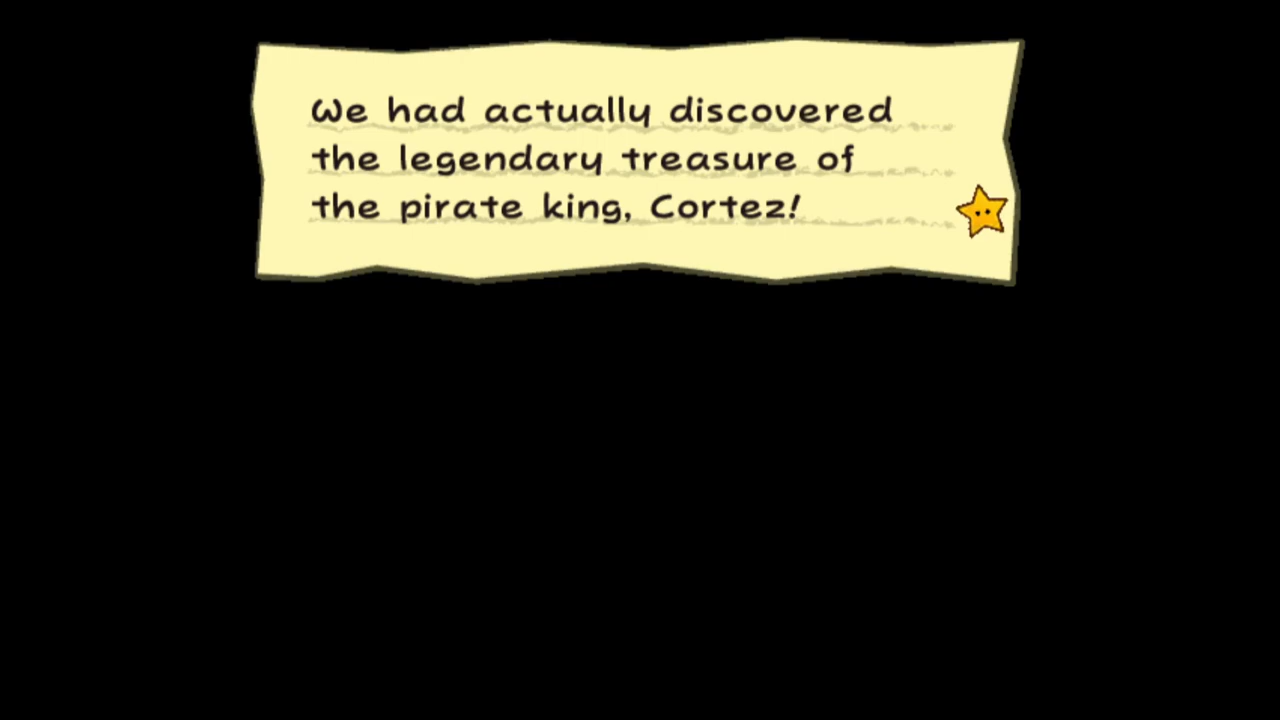 We had actually discovered
the legendary treasure of
the pirate king, Cortez!